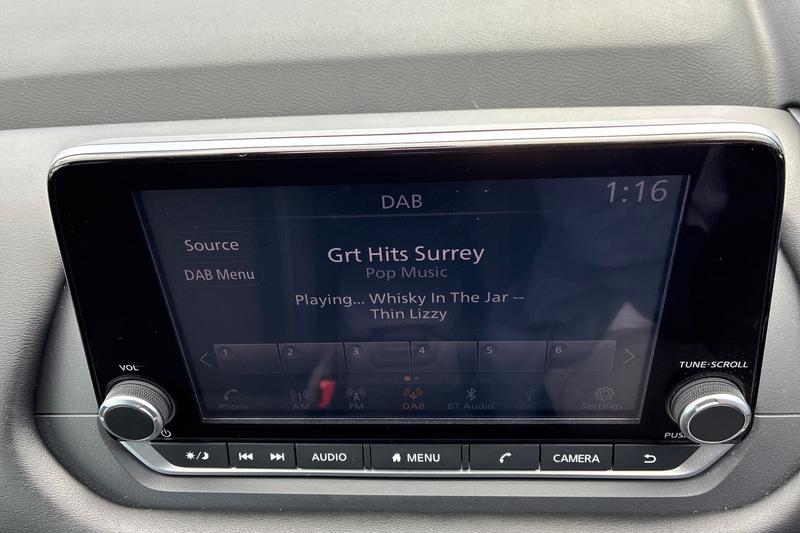 DAB
1:16
Source
DAB Menu
Grt Hits Surrey
Pop Music
Playing... Whisky In The Jar --
Thin Lizzy
1 2 3 4 5 6
Phone AM FM DAB BT Audio Settings
VOL
TUNE·SCROLL
PUSH
AUDIO MENU CAMERA